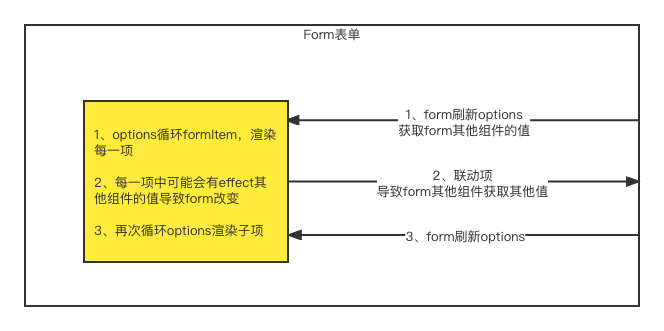 Form表单
1、options循环formItem，渲染
每一项
2、每一项中可能会有effect其
他组件的值导致form改变
3、再次循环options渲染子项
1、form刷新options
获取form其他组件的值
2、联动项
导致form其他组件获取其他值
3、form刷新options